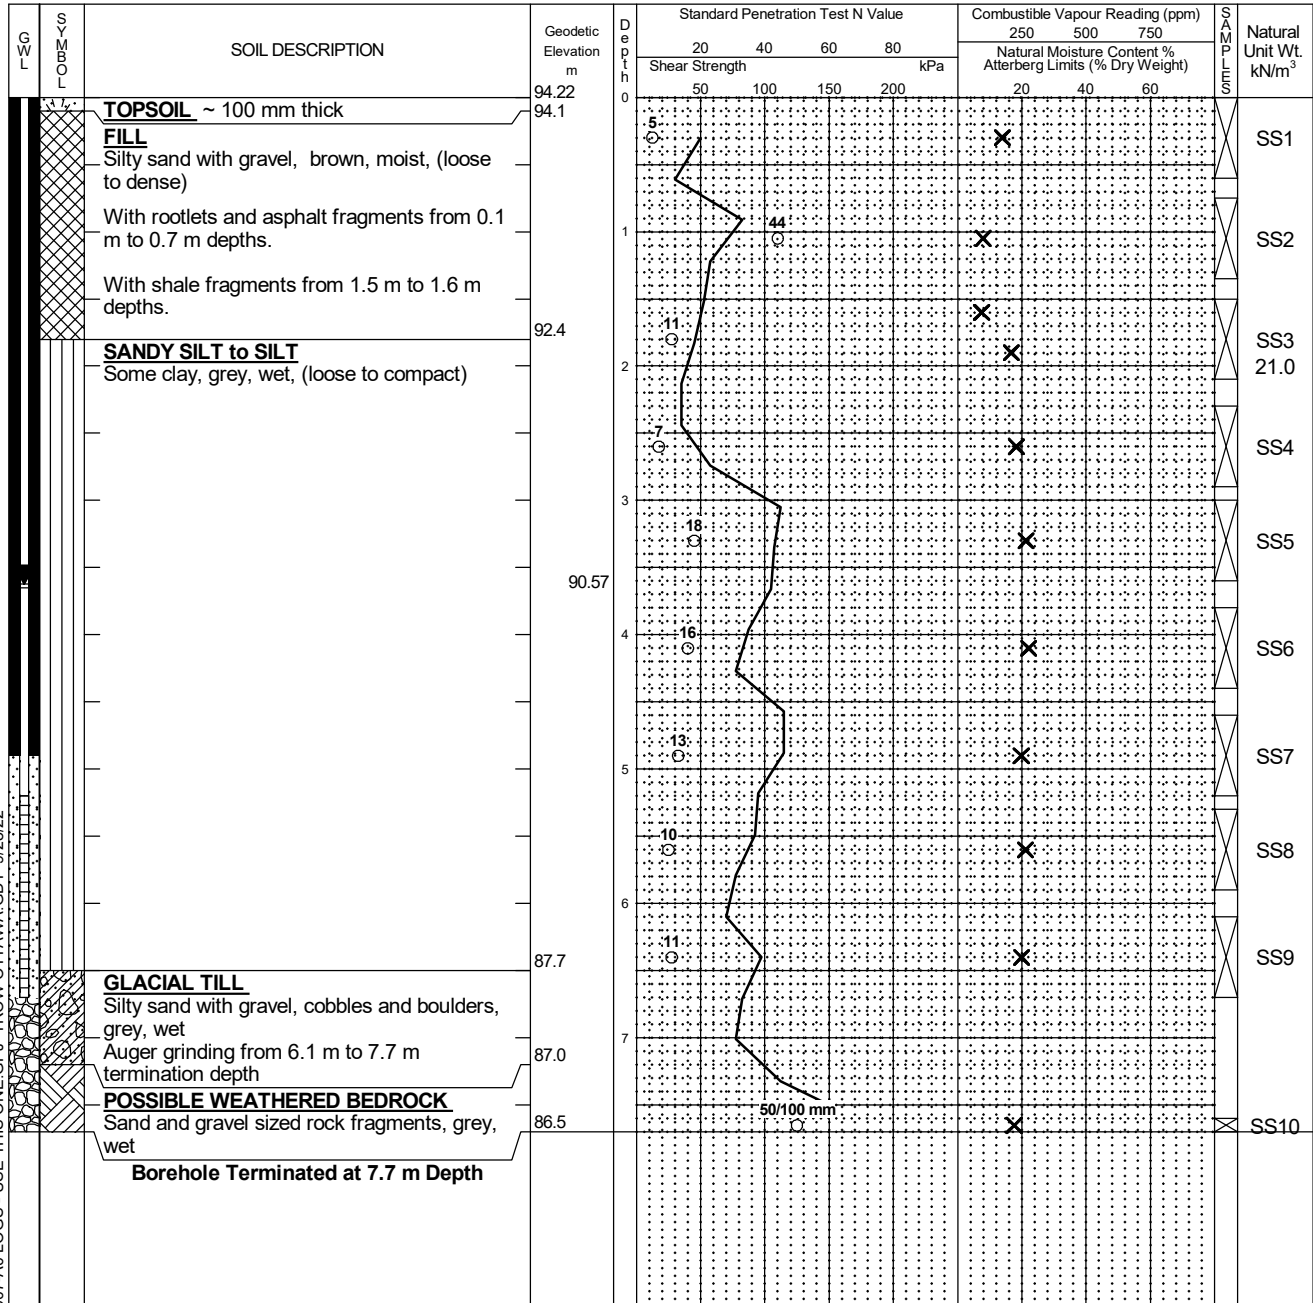 GWL
SYMBOL
SOIL DESCRIPTION
Geodetic
Elevation
m
94.22
Depth
0
Standard Penetration Test N Value
20 40 60 80
Shear Strength kPa
50 100 150 200
Combustible Vapour Reading (ppm)
250 500 750
Natural Moisture Content %
Atterberg Limits (% Dry Weight)
20 40 60
SAMPLES
Natural
Unit Wt.
kN/m³
TOPSOIL ~ 100 mm thick
94.1
FILL
Silty sand with gravel, brown, moist, (loose
to dense)
5
SS1
With rootlets and asphalt fragments from 0.1
m to 0.7 m depths.
44
1
SS2
With shale fragments from 1.5 m to 1.6 m
depths.
92.4
11
SS3
21.0
SANDY SILT to SILT
Some clay, grey, wet, (loose to compact)
2
7
SS4
3
18
SS5
90.57
4
16
SS6
13
5
SS7
10
SS8
6
11
SS9
87.7
GLACIAL TILL
Silty sand with gravel, cobbles and boulders,
grey, wet
Auger grinding from 6.1 m to 7.7 m
termination depth
7
87.0
POSSIBLE WEATHERED BEDROCK
Sand and gravel sized rock fragments, grey,
wet
86.5
50/100 mm
SS10
Borehole Terminated at 7.7 m Depth